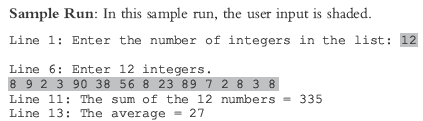 Sample Run: In this sample run, the user input is shaded.
Line 1: Enter the number of integers in the list: 12
Line 6: Enter 12 integers.
8 9 2 3 90 38 56 8 23 89 7 2 8 3 8
Line 11: The sum of the 12 numbers = 335
Line 13: The average = 27